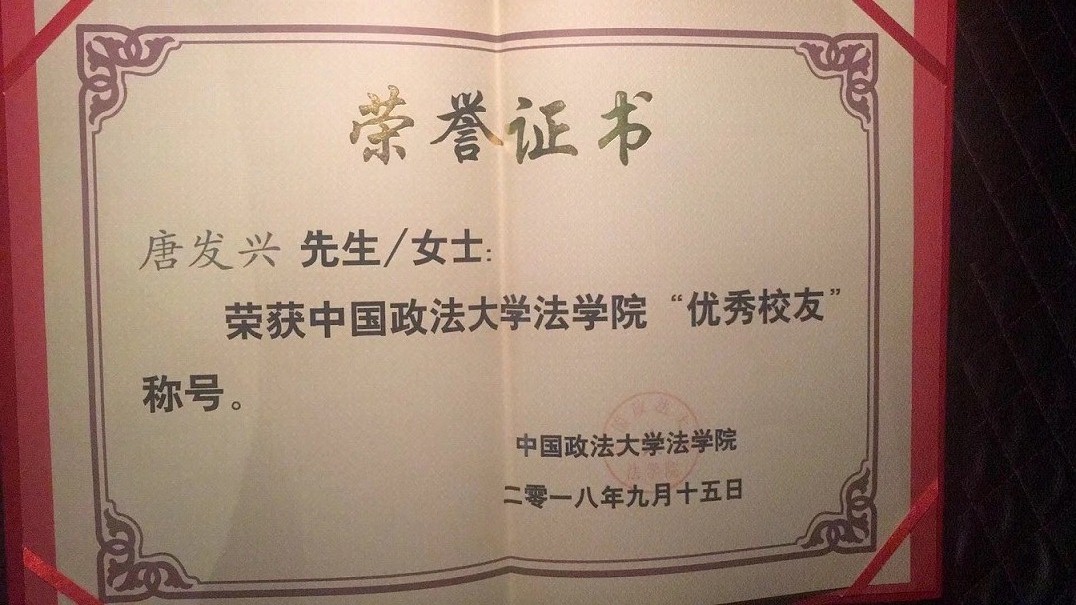 荣誉证书
唐发兴 先生/女士:
荣获中国政法大学法学院“优秀校友”
称号。
中国政法大学法学院
二零一八年九月十五日